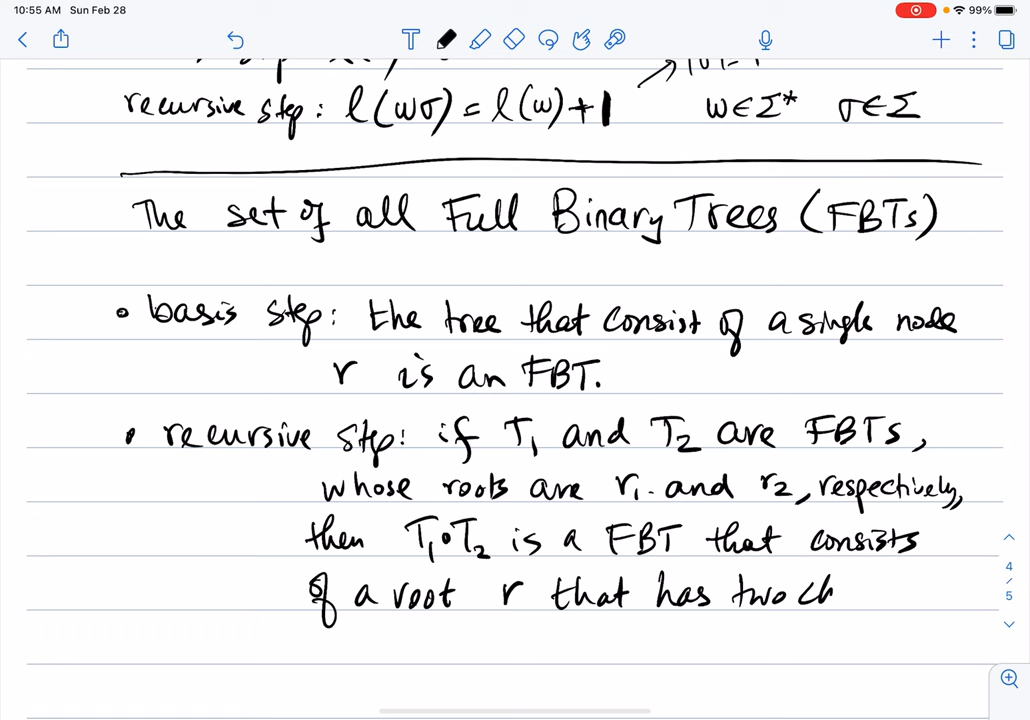 10:55 AM Sun Feb 28
99%
recursive step: l(wσ) = l(w)+1 w∈Σ* σ∈Σ
The set of all Full Binary Trees (FBTs)
• basis step: the tree that consist of a single node
r is an FBT.
• recursive step: if T₁ and T₂ are FBTs,
whose roots are r₁ and r₂, respectively,
then T₁•T₂ is a FBT that consists
of a root r that has two ch
4
/
5